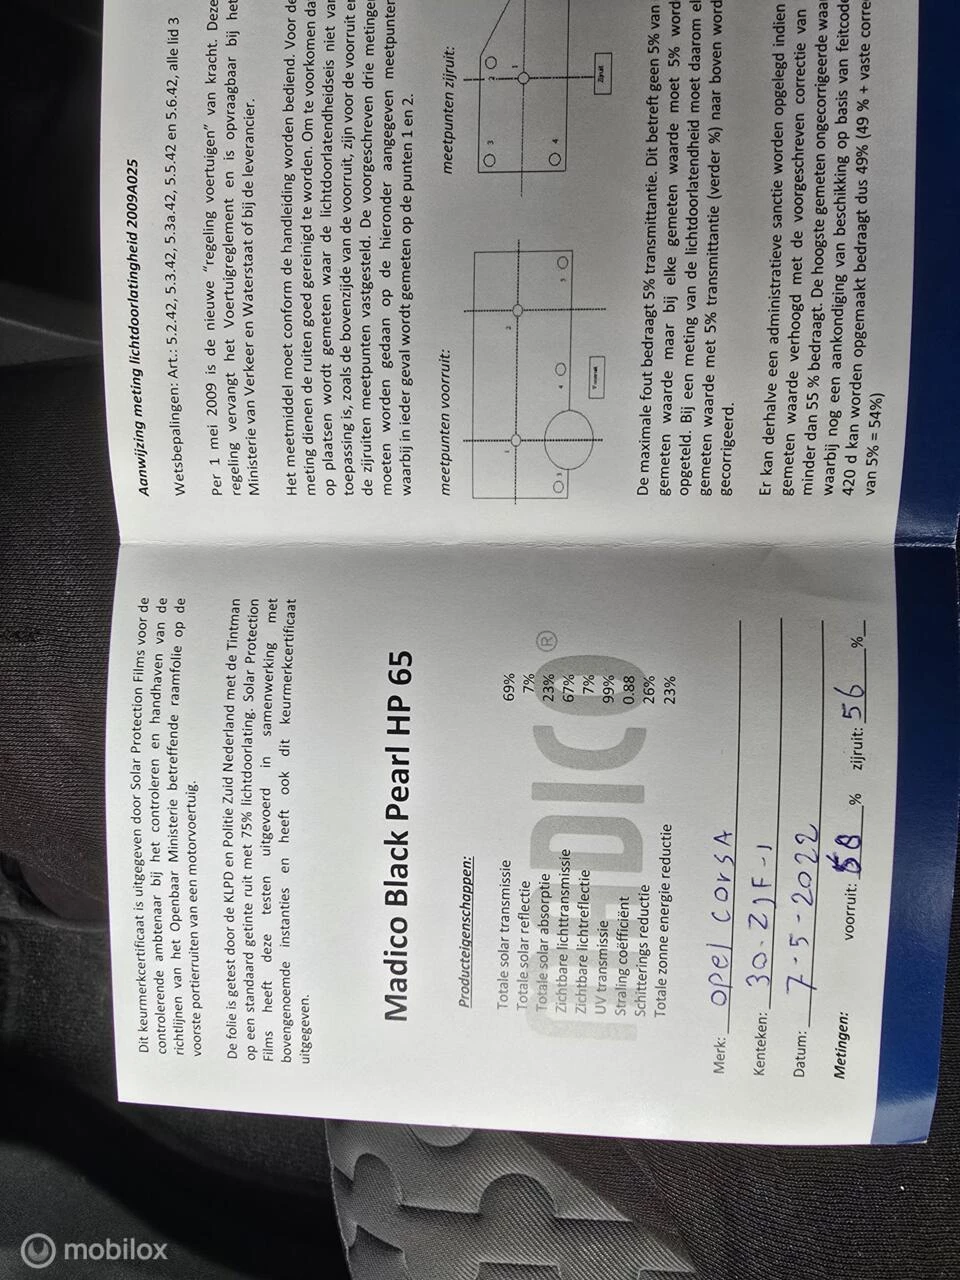 Dit keurmerkcertificaat is uitgegeven door Solar Protection Films voor de
controlerende ambtenaar bij het controleren en handhaven van de
richtlijnen van het Openbaar Ministerie betreffende raamfolie op de
voorste portierruiten van een motorvoertuig.
De folie is getest door de KLPD en Politie Zuid Nederland met de Tintman
op een standaard getinte ruit met 75% lichtdoorlating. Solar Protection
Films heeft deze testen uitgevoerd in samenwerking met
bovengenoemde instanties en heeft ook dit keurmerkcertificaat
uitgegeven.
Madico Black Pearl HP 65
Producteigenschappen:
MADICO®
Totale solar transmissie 69%
Totale solar reflectie 7%
Totale solar absorptie 23%
Zichtbare lichttransmissie 67%
Zichtbare lichtreflectie 7%
UV transmissie 99%
Straling coëfficiënt 0.88
Schitterings reductie 26%
Totale zonne energie reductie 23%
Merk: opel CorsA
Kenteken: 30-ZJF-1
Datum: 7-5-2022
Metingen: voorruit: % zijruit: 56 %
Aanwijzing meting lichtdoorlatingheid 2009A025
Wetsbepalingen: Art.: 5.2.42, 5.3.42, 5.3a.42, 5.5.42 en 5.6.42, alle lid 3
Per 1 mei 2009 is de nieuwe “regeling voertuigen” van kracht. Deze
regeling vervangt het Voertuigreglement en is opvraagbaar bij het
Ministerie van Verkeer en Waterstaat of bij de leverancier.
Het meetmiddel moet conform de handleiding worden bediend. Voor de
meting dienen de ruiten goed gereinigd te worden. Om te voorkomen da
op plaatsen wordt gemeten waar de lichtdoorlatendheidseis niet van
toepassing is, zoals de bovenzijde van de voorruit, zijn voor de voorruit e
de zijruiten meetpunten vastgesteld. De voorgeschreven drie metingen
moeten worden gedaan op de hieronder aangegeven meetpunten
waarbij in ieder geval wordt gemeten op de punten 1 en 2.
meetpunten voorruit: meetpunten zijruit:
1 2 3 4 5
Voorruit
1 2 3 4
Zijruit
De maximale fout bedraagt 5% transmittantie. Dit betreft geen 5% van
gemeten waarde maar bij elke gemeten waarde moet 5% word
opgeteld. Bij een meting van de lichtdoorlatendheid moet daarom el
gemeten waarde met 5% transmittantie (verder %) naar boven word
gecorrigeerd.
Er kan derhalve een administratieve sanctie worden opgelegd indien
gemeten waarde verhoogd met de voorgeschreven correctie van
minder dan 55 % bedraagt. De hoogste gemeten ongecorrigeerde waa
waarbij nog een aankondiging van beschikking op basis van feitcode
420 d kan worden opgemaakt bedraagt dus 49% (49 % + vaste corre
van 5% = 54%)
mobilox